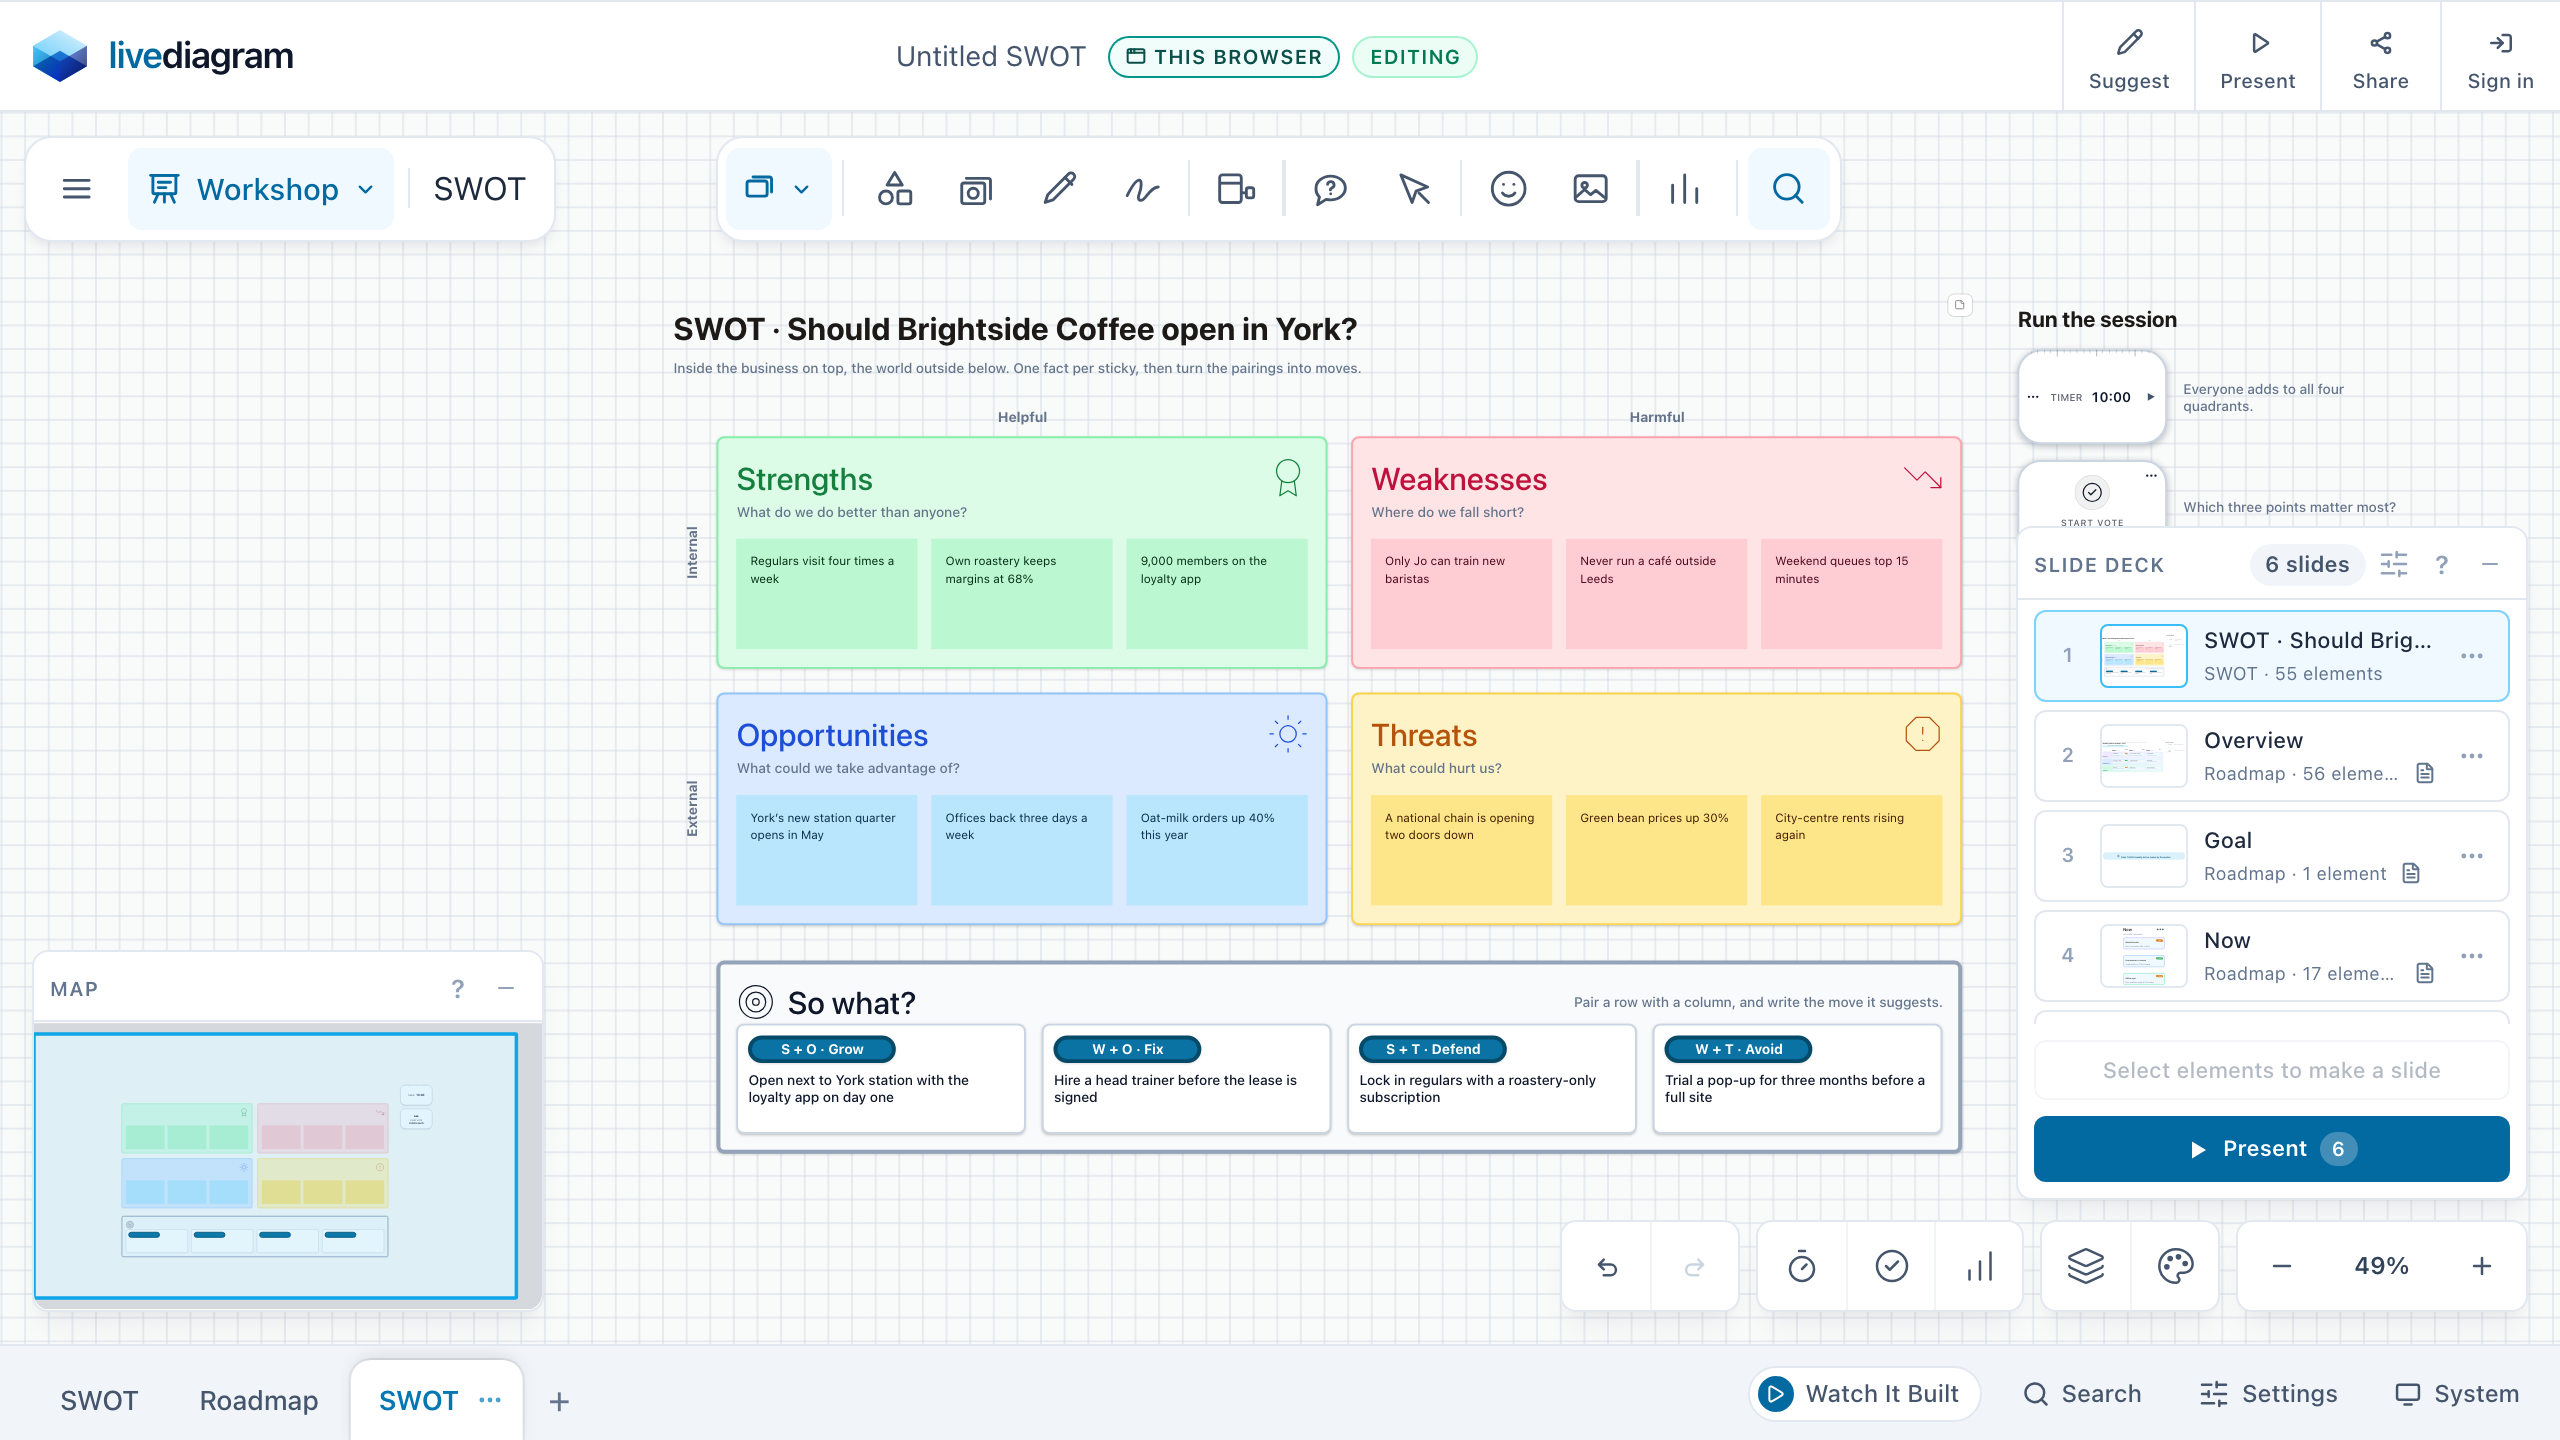 livediagram
Untitled SWOT
THIS BROWSER
EDITING
Suggest
Present
Share
Sign in
Workshop
SWOT
SWOT · Should Brightside Coffee open in York?
Inside the business on top, the world outside below. One fact per sticky, then turn the pairings into moves.
Helpful
Harmful
Internal
External
Strengths
What do we do better than anyone?
Regulars visit four times a
week
Own roastery keeps
margins at 68%
9,000 members on the
loyalty app
Weaknesses
Where do we fall short?
Only Jo can train new
baristas
Never run a café outside
Leeds
Weekend queues top 15
minutes
Opportunities
What could we take advantage of?
York's new station quarter
opens in May
Offices back three days a
week
Oat-milk orders up 40%
this year
Threats
What could hurt us?
A national chain is opening
two doors down
Green bean prices up 30%
City-centre rents rising
again
So what?
Pair a row with a column, and write the move it suggests.
S + O · Grow
Open next to York station with the
loyalty app on day one
W + O · Fix
Hire a head trainer before the lease is
signed
S + T · Defend
Lock in regulars with a roastery-only
subscription
W + T · Avoid
Trial a pop-up for three months before a
full site
Run the session
TIMER 10:00
Everyone adds to all four
quadrants.
START VOTE
Which three points matter most?
SLIDE DECK
6 slides
?
1
SWOT · Should Brig...
SWOT · 55 elements
2
Overview
Roadmap · 56 eleme...
3
Goal
Roadmap · 1 element
4
Now
Roadmap · 17 eleme...
Select elements to make a slide
Present 6
MAP
?
49%
SWOT
Roadmap
SWOT
Watch It Built
Search
Settings
System